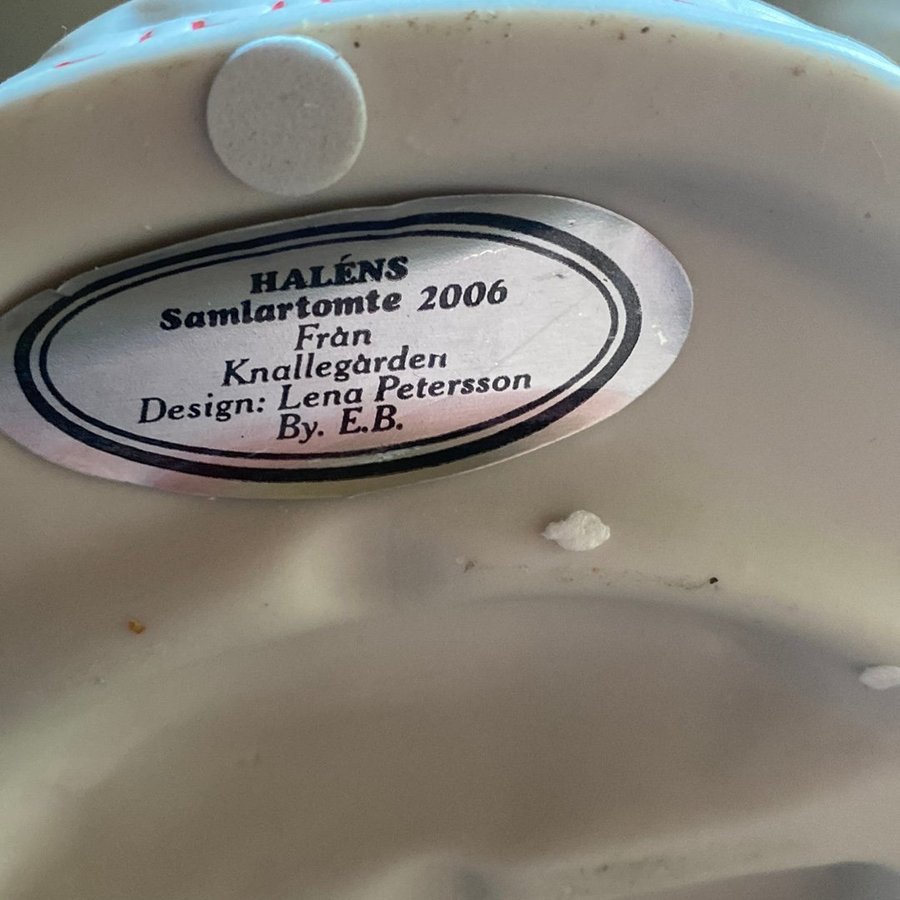 HALÉNS
Samlartomte 2006
Från
Knallegården
Design: Lena Petersson
By. E.B.